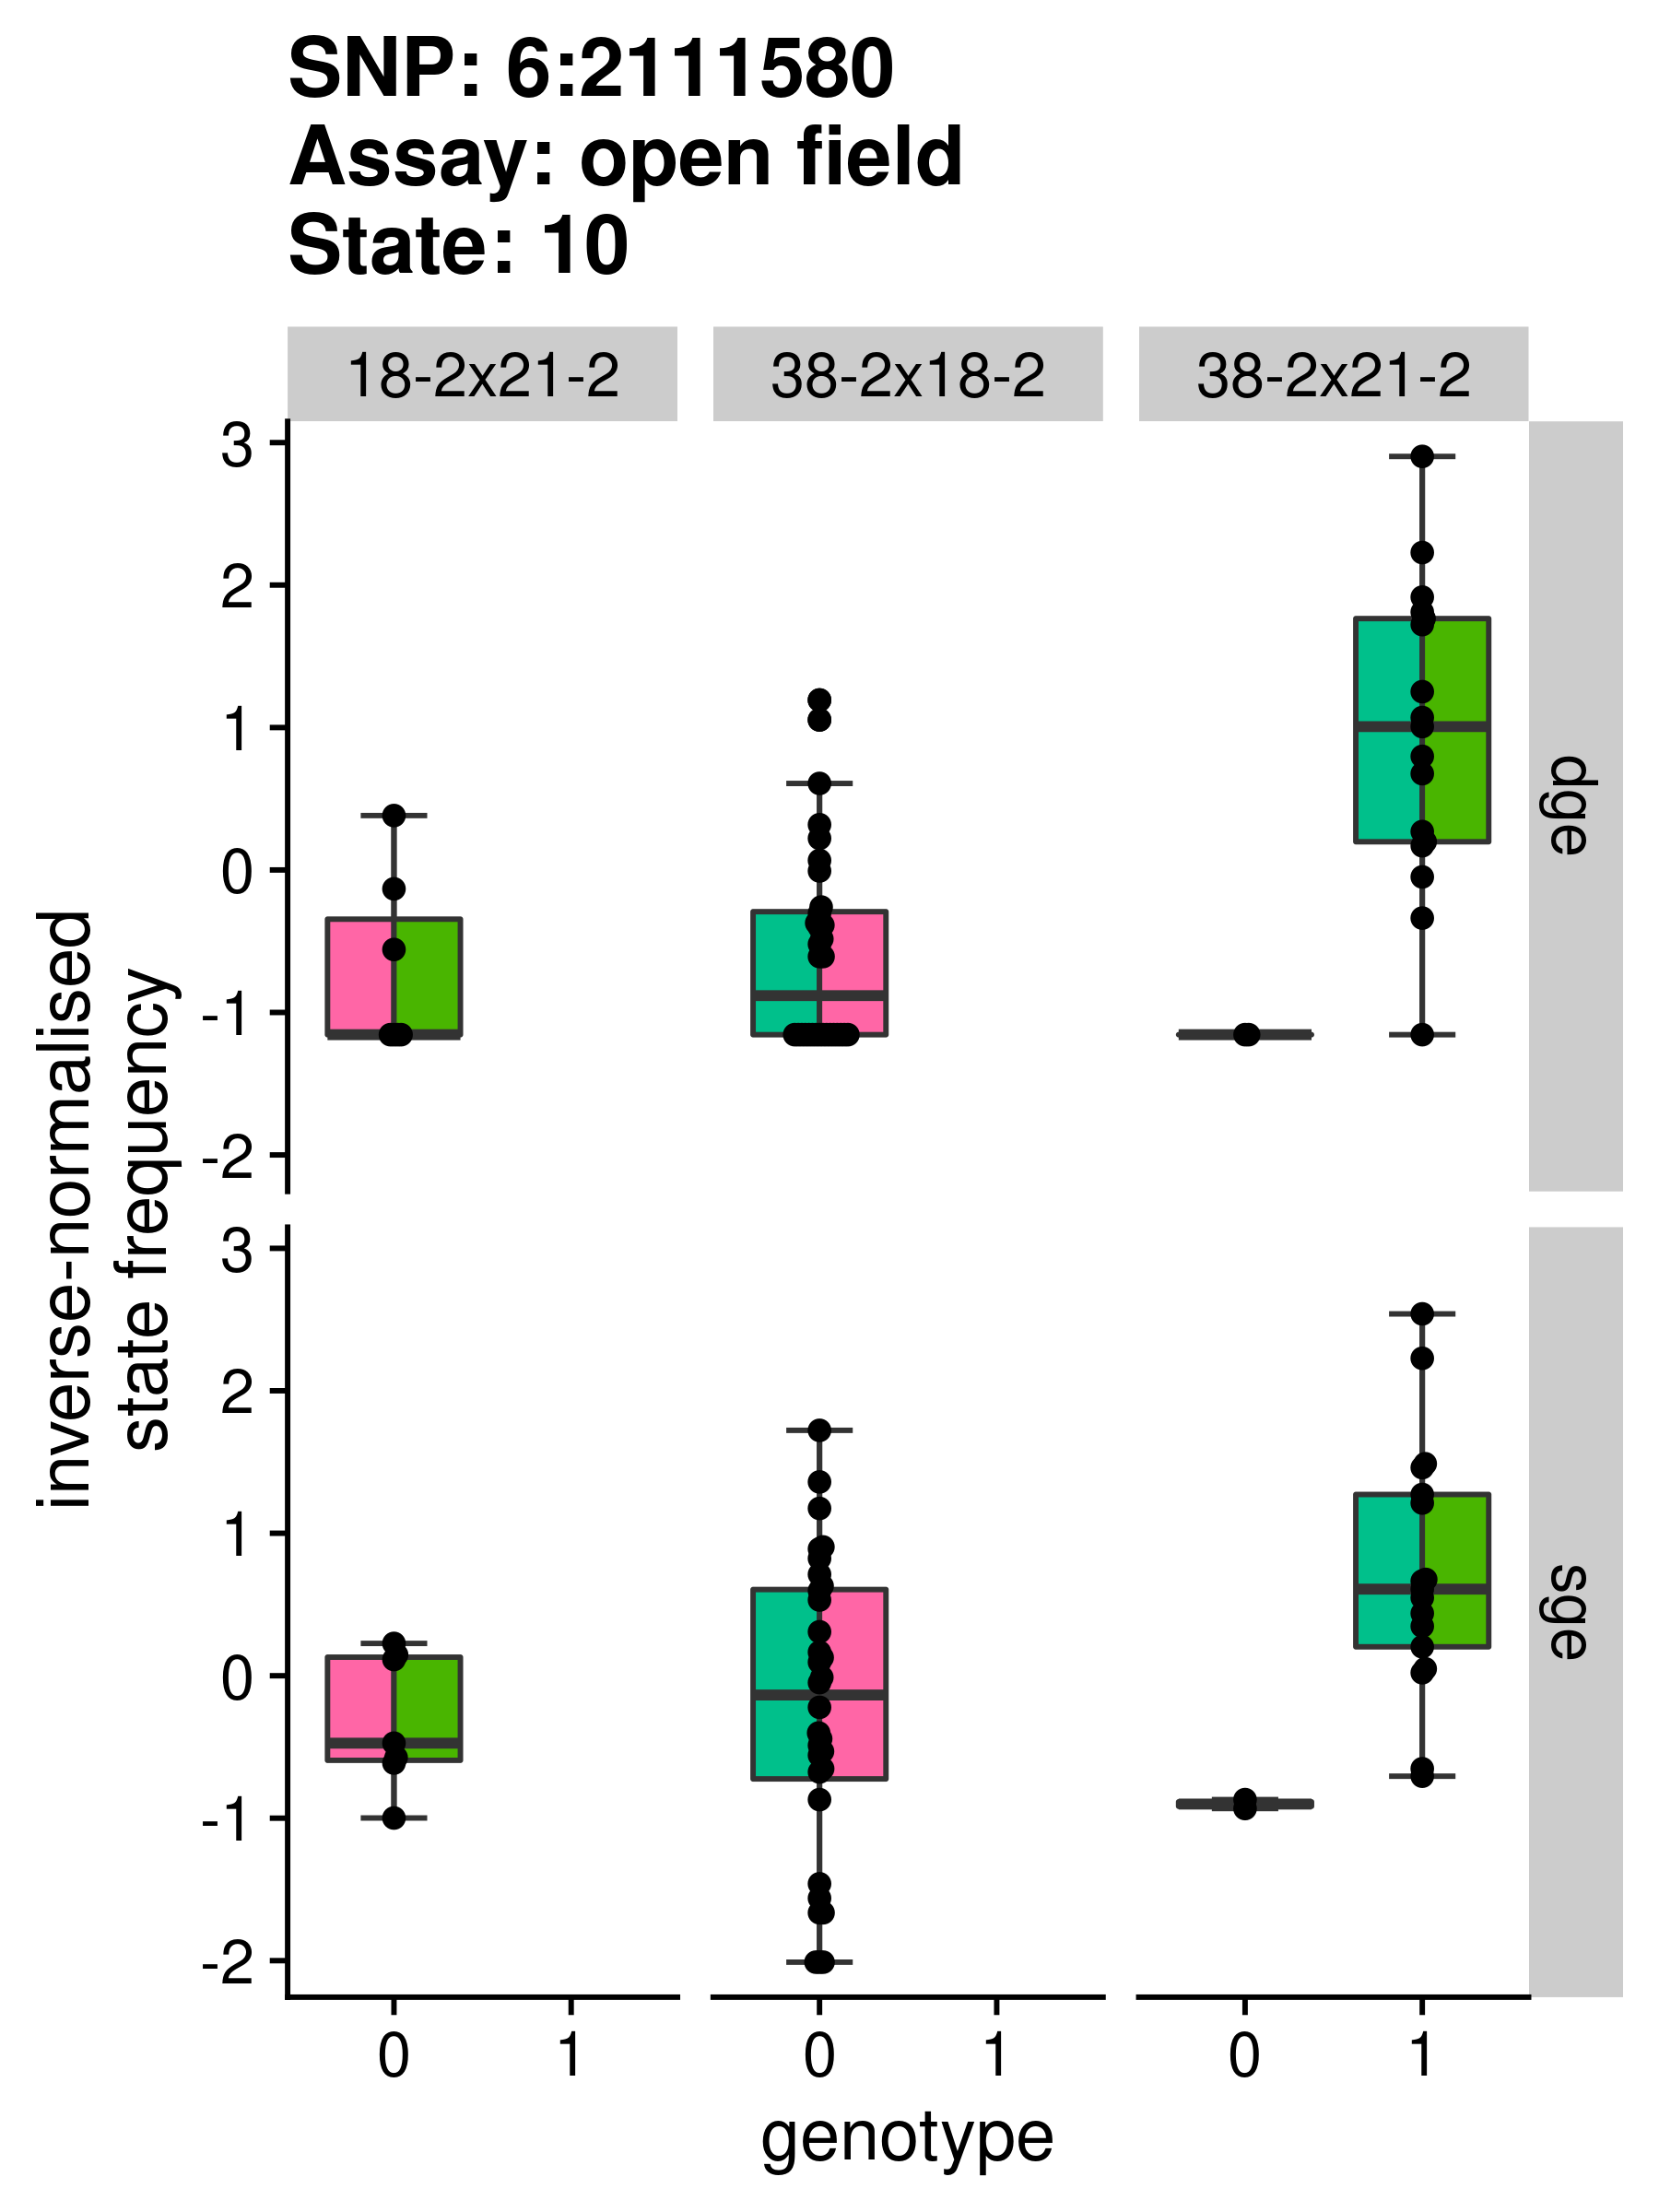 SNP: 6:2111580
Assay: open field
State: 10
18-2x21-2
38-2x18-2
38-2x21-2
3
2
1
0
-1
-2
dge
3
2
1
0
-1
-2
sge
inverse-normalised
state frequency
0
1
0
1
0
1
genotype